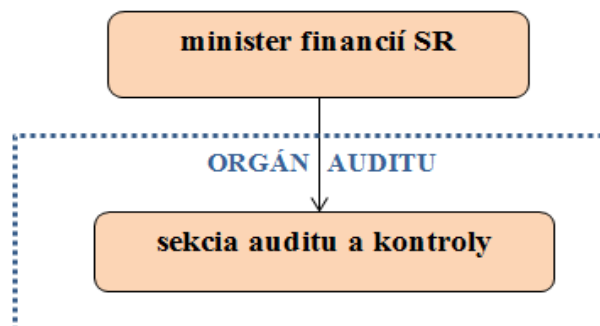 minister financií SR
ORGÁN AUDITU
sekcia auditu a kontroly